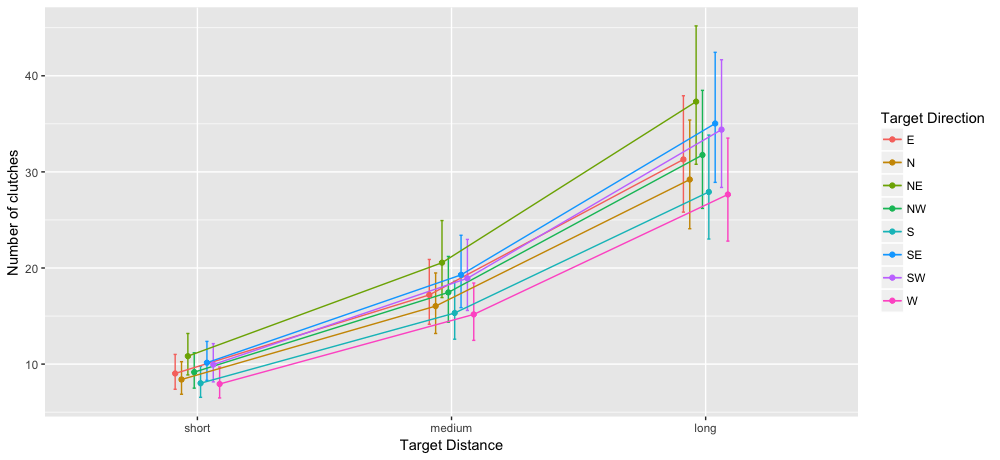 Number of clutches
40
30
20
10
short
medium
long
Target Distance
Target Direction
E
N
NE
NW
S
SE
SW
W